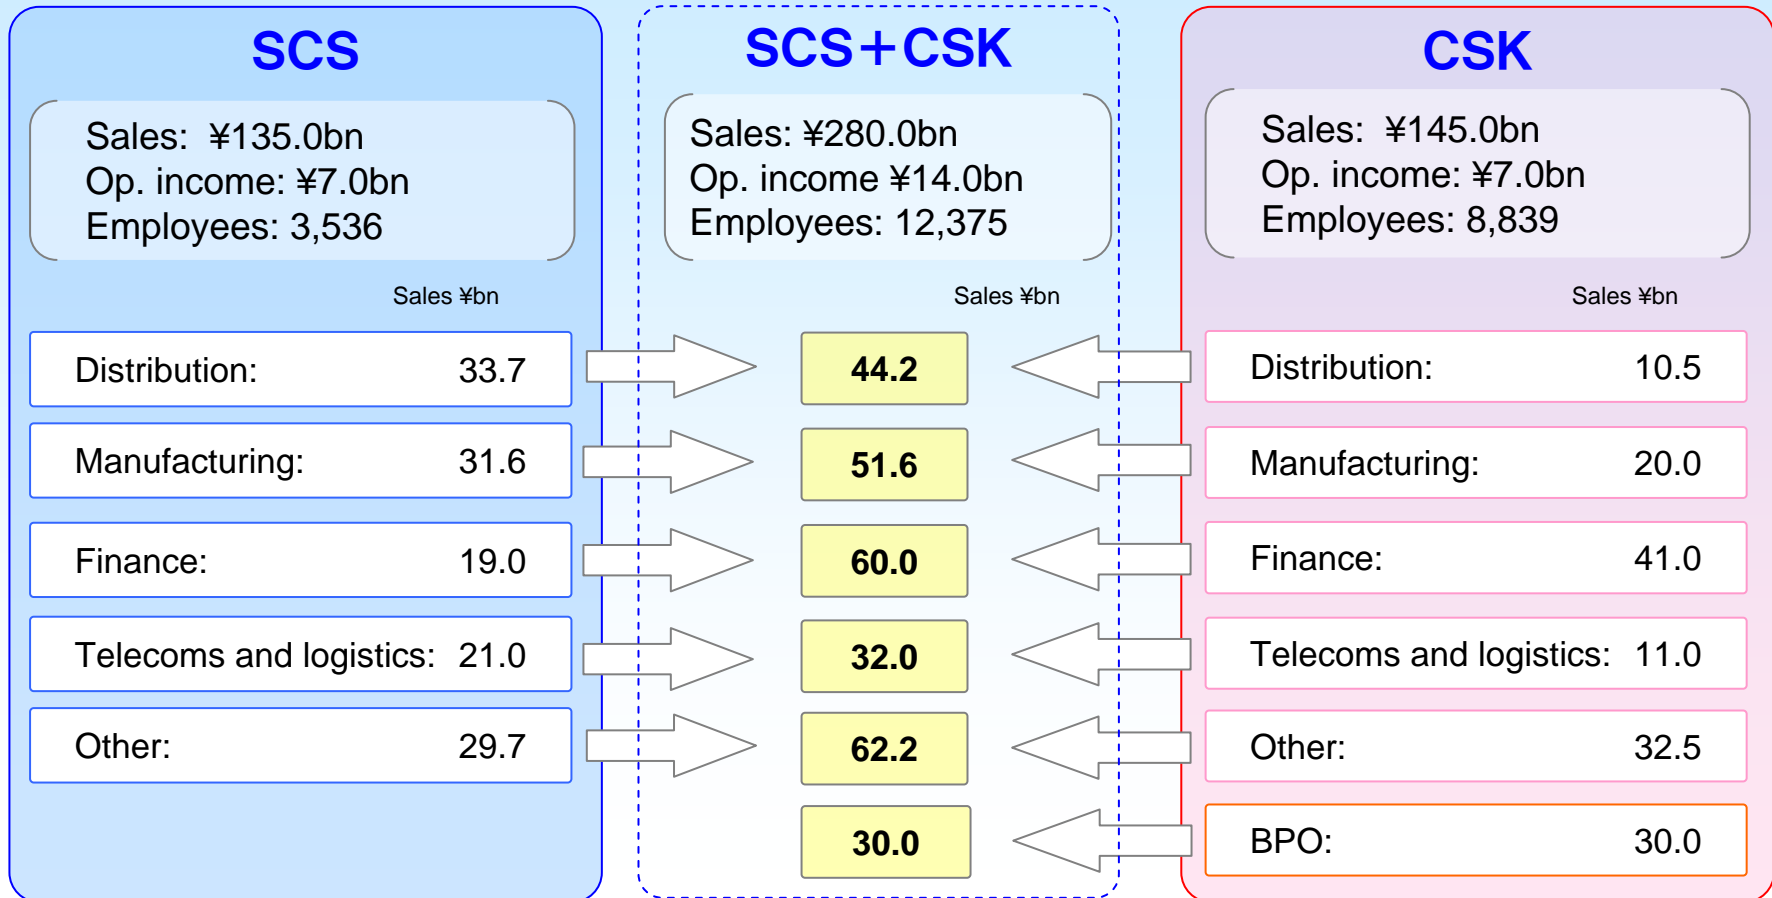 SCS
Sales: ¥135.0bn
Op. income: ¥7.0bn
Employees: 3,536
Sales ¥bn
Distribution: 33.7
Manufacturing: 31.6
Finance: 19.0
Telecoms and logistics: 21.0
Other: 29.7
SCS+CSK
Sales: ¥280.0bn
Op. income ¥14.0bn
Employees: 12,375
Sales ¥bn
44.2
51.6
60.0
32.0
62.2
30.0
CSK
Sales: ¥145.0bn
Op. income: ¥7.0bn
Employees: 8,839
Sales ¥bn
Distribution: 10.5
Manufacturing: 20.0
Finance: 41.0
Telecoms and logistics: 11.0
Other: 32.5
BPO: 30.0